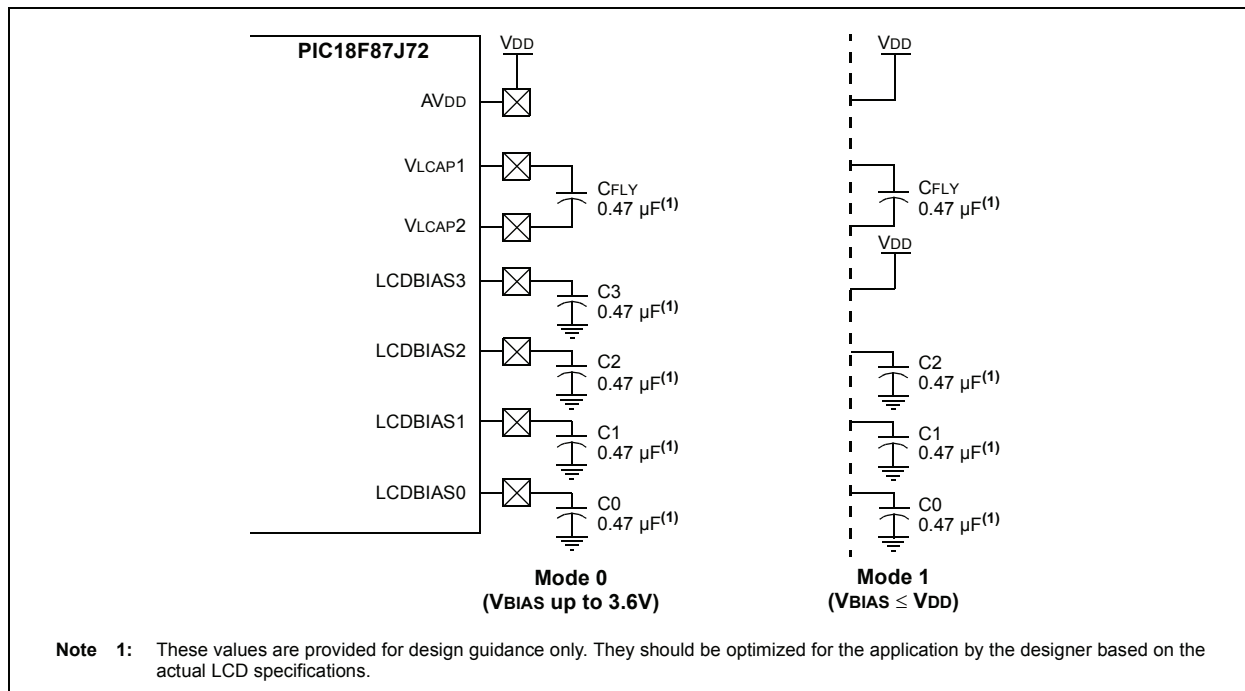 PIC18F87J72
VDD
AVDD
VLCAP1
CFLY
0.47 µF(1)
VLCAP2
LCDBIAS3
C3
0.47 µF(1)
LCDBIAS2
C2
0.47 µF(1)
LCDBIAS1
C1
0.47 µF(1)
LCDBIAS0
C0
0.47 µF(1)
Mode 0
(VBIAS up to 3.6V)
VDD
CFLY
0.47 µF(1)
VDD
C2
0.47 µF(1)
C1
0.47 µF(1)
C0
0.47 µF(1)
Mode 1
(VBIAS ≤ VDD)
Note 1: These values are provided for design guidance only. They should be optimized for the application by the designer based on the
actual LCD specifications.